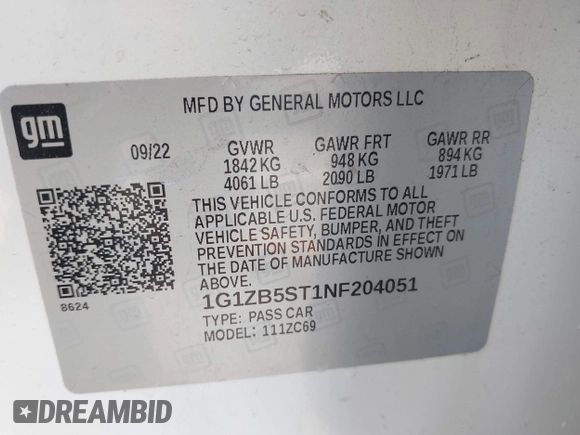 gm
MFD BY GENERAL MOTORS LLC
09/22
GVWR
1842 KG
4061 LB
GAWR FRT
948 KG
2090 LB
GAWR RR
894 KG
1971 LB
THIS VEHICLE CONFORMS TO ALL
APPLICABLE U.S. FEDERAL MOTOR
VEHICLE SAFETY, BUMPER, AND THEFT
PREVENTION STANDARDS IN EFFECT ON
THE DATE OF MANUFACTURE SHOWN
ABOVE.
8624
1G1ZB5ST1NF204051
TYPE: PASS CAR
MODEL: 111ZC69
DREAMBID